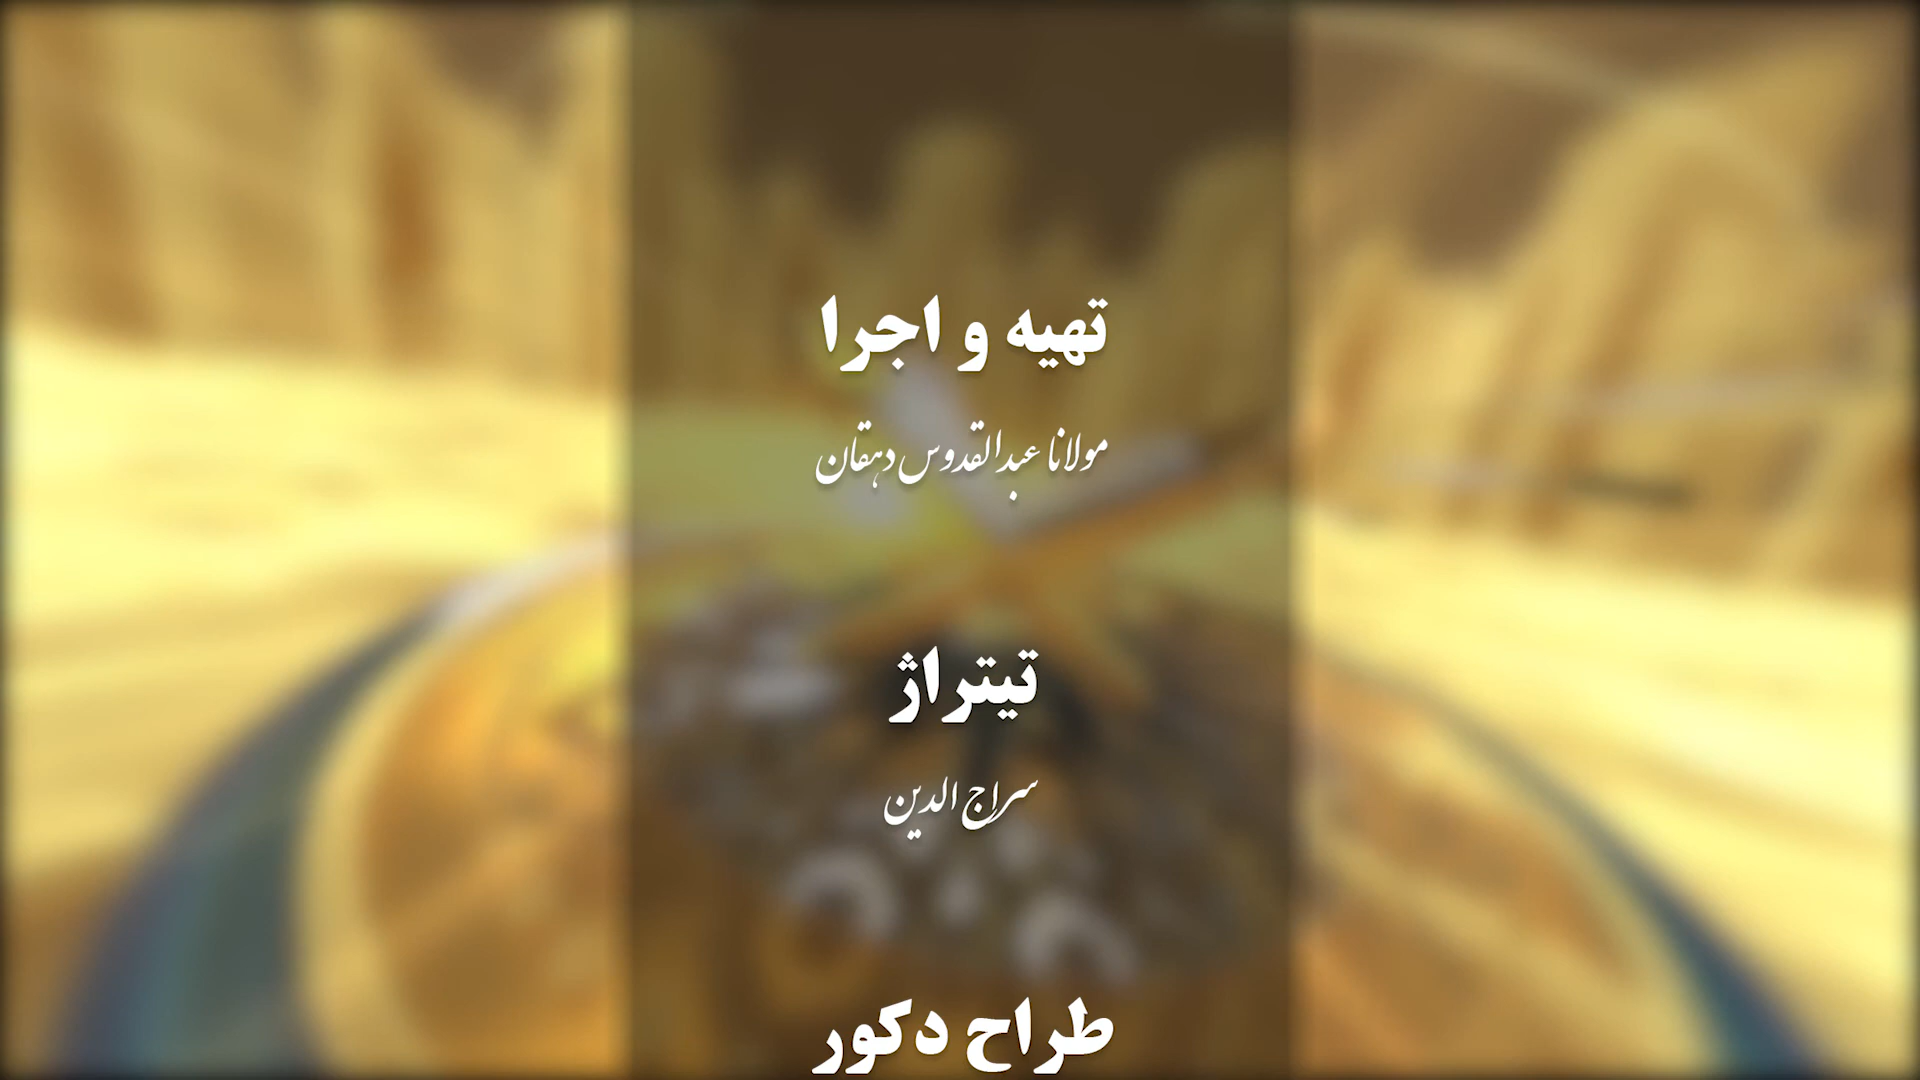 تهیه و اجرا
مولانا عبدالقدوس دهقان
تیتراژ
سراج الدین
طراح دکور